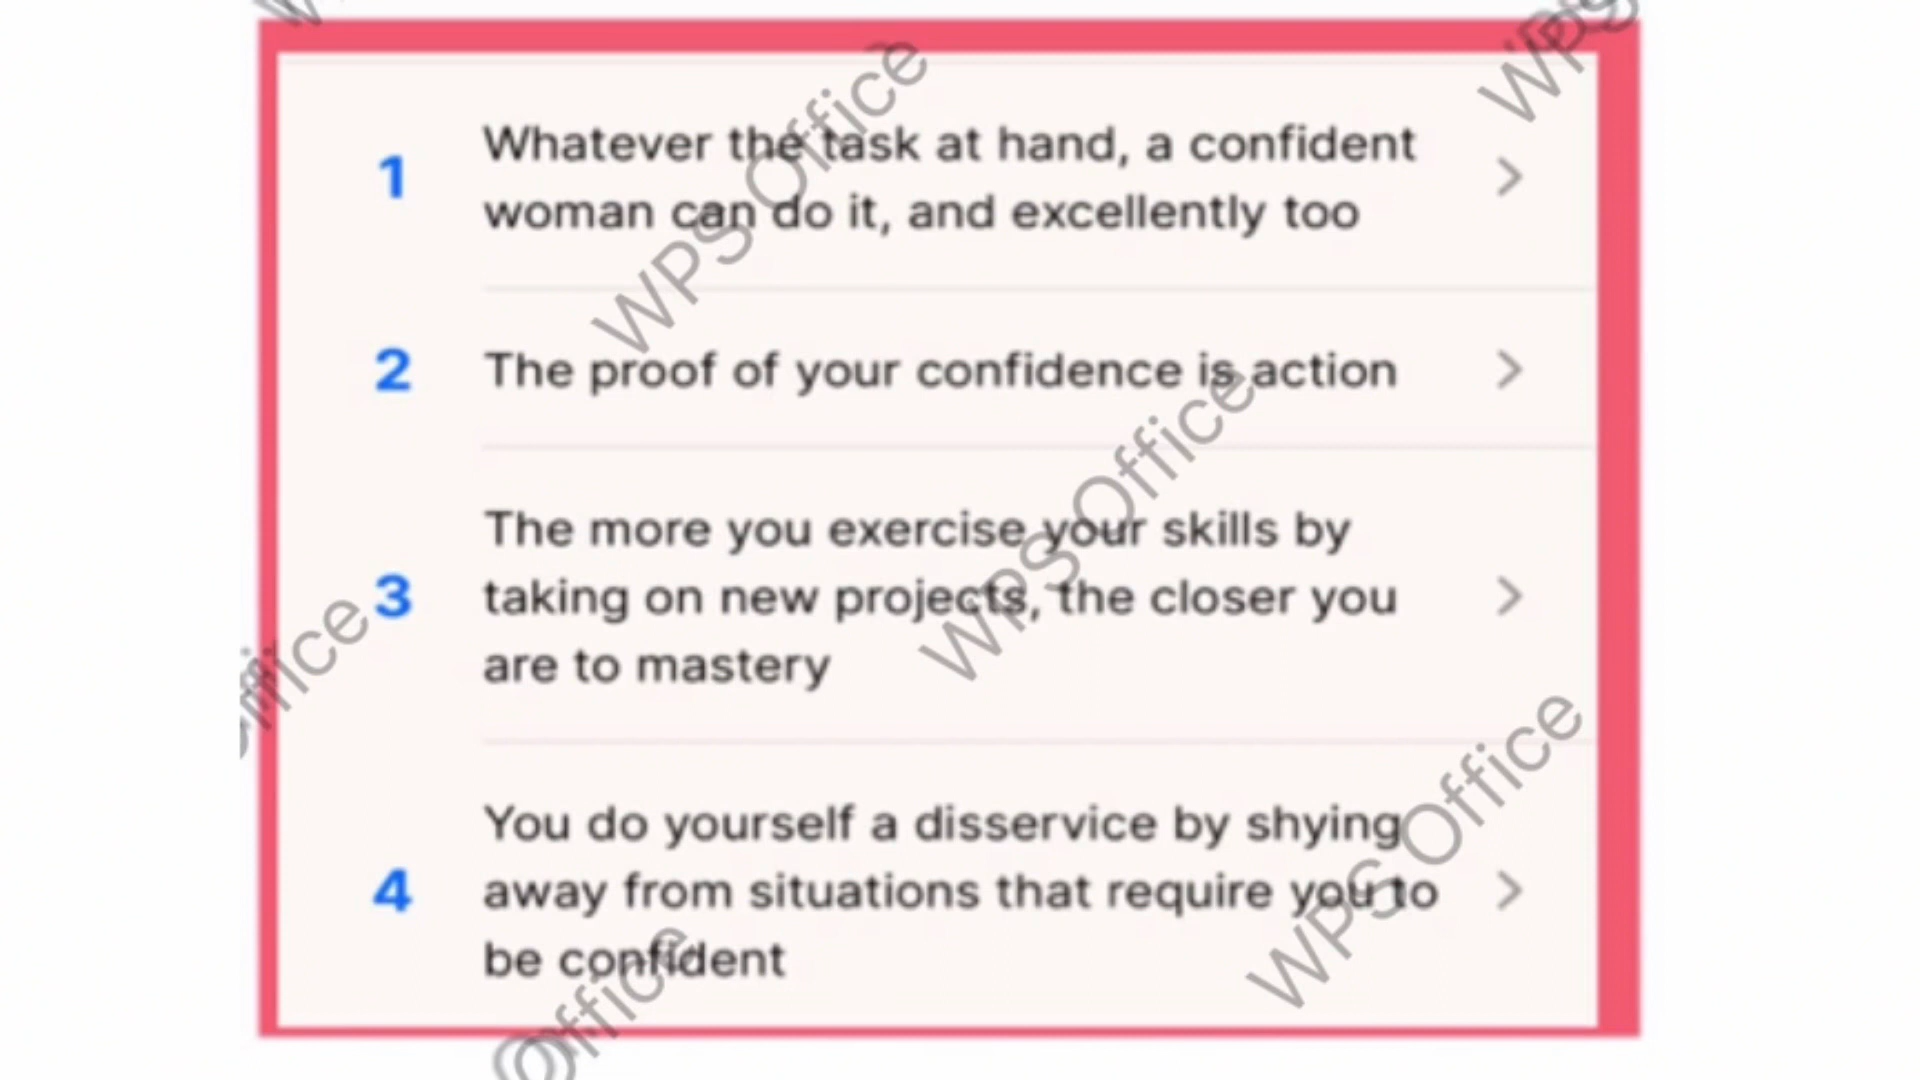 1
Whatever the task at hand, a confident
woman can do it, and excellently too
2
The proof of your confidence is action
3
The more you exercise your skills by
taking on new projects, the closer you
are to mastery
4
You do yourself a disservice by shying
away from situations that require you to
be confident
WPS Office
WPS Office
WPS Office
WPS
Office
Office